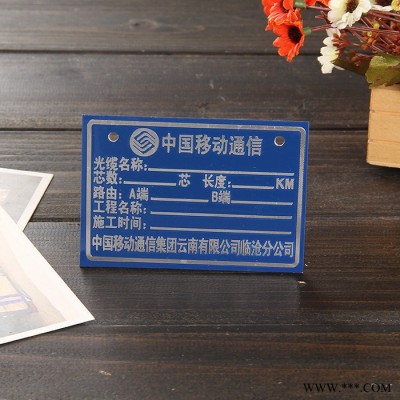 中国移动通信
光缆名称:
芯数: 芯 长度: KM
路由: A端 B端
工程名称:
施工时间:
中国移动通信集团云南有限公司临沧分公司
WWW.***.COM